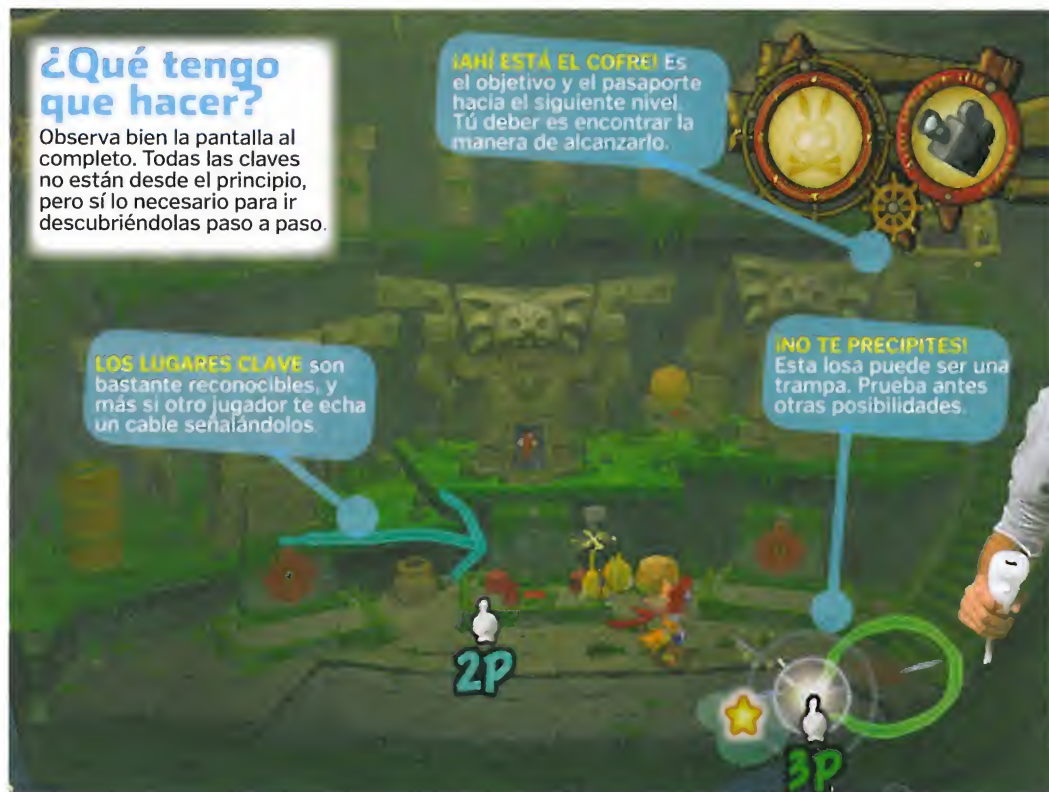 ¿Qué tengo
que hacer?
Observa bien la pantalla al
completo. Todas las claves
no están desde el principio,
pero sí lo necesario para ir
descubriéndolas paso a paso.
¡AHÍ ESTÁ EL COFRE! Es
el objetivo y el pasaporte
hacia el siguiente nivel.
Tú deber es encontrar la
manera de alcanzarlo.
LOS LUGARES CLAVE son
bastante reconocibles, y
más si otro jugador te echa
un cable señalándolos.
¡NO TE PRECIPITES!
Esta losa puede ser una
trampa. Prueba antes
otras posibilidades.
2P
3P